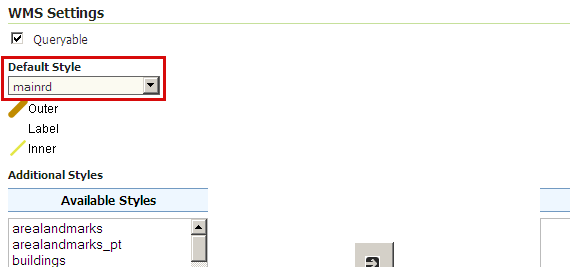 WMS Settings
Queryable
Default Style
mainrd
Outer
Label
Inner
Additional Styles
Available Styles
arealandmarks
arealandmarks_pt
buildings